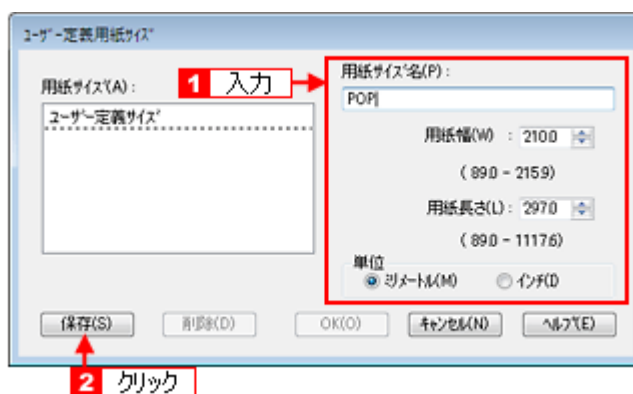 ユーザー定義用紙サイズ
用紙サイズ(A):
ユーザー定義サイズ
1 入力
用紙サイズ名(P):
POP
用紙幅(W) : 210.0
( 89.0 - 215.9)
用紙長さ(L): 297.0
( 89.0 - 1117.6)
単位
ミリメートル(M) インチ(I)
保存(S) 削除(D) OK(O) キャンセル(N) ヘルプ(E)
2 クリック